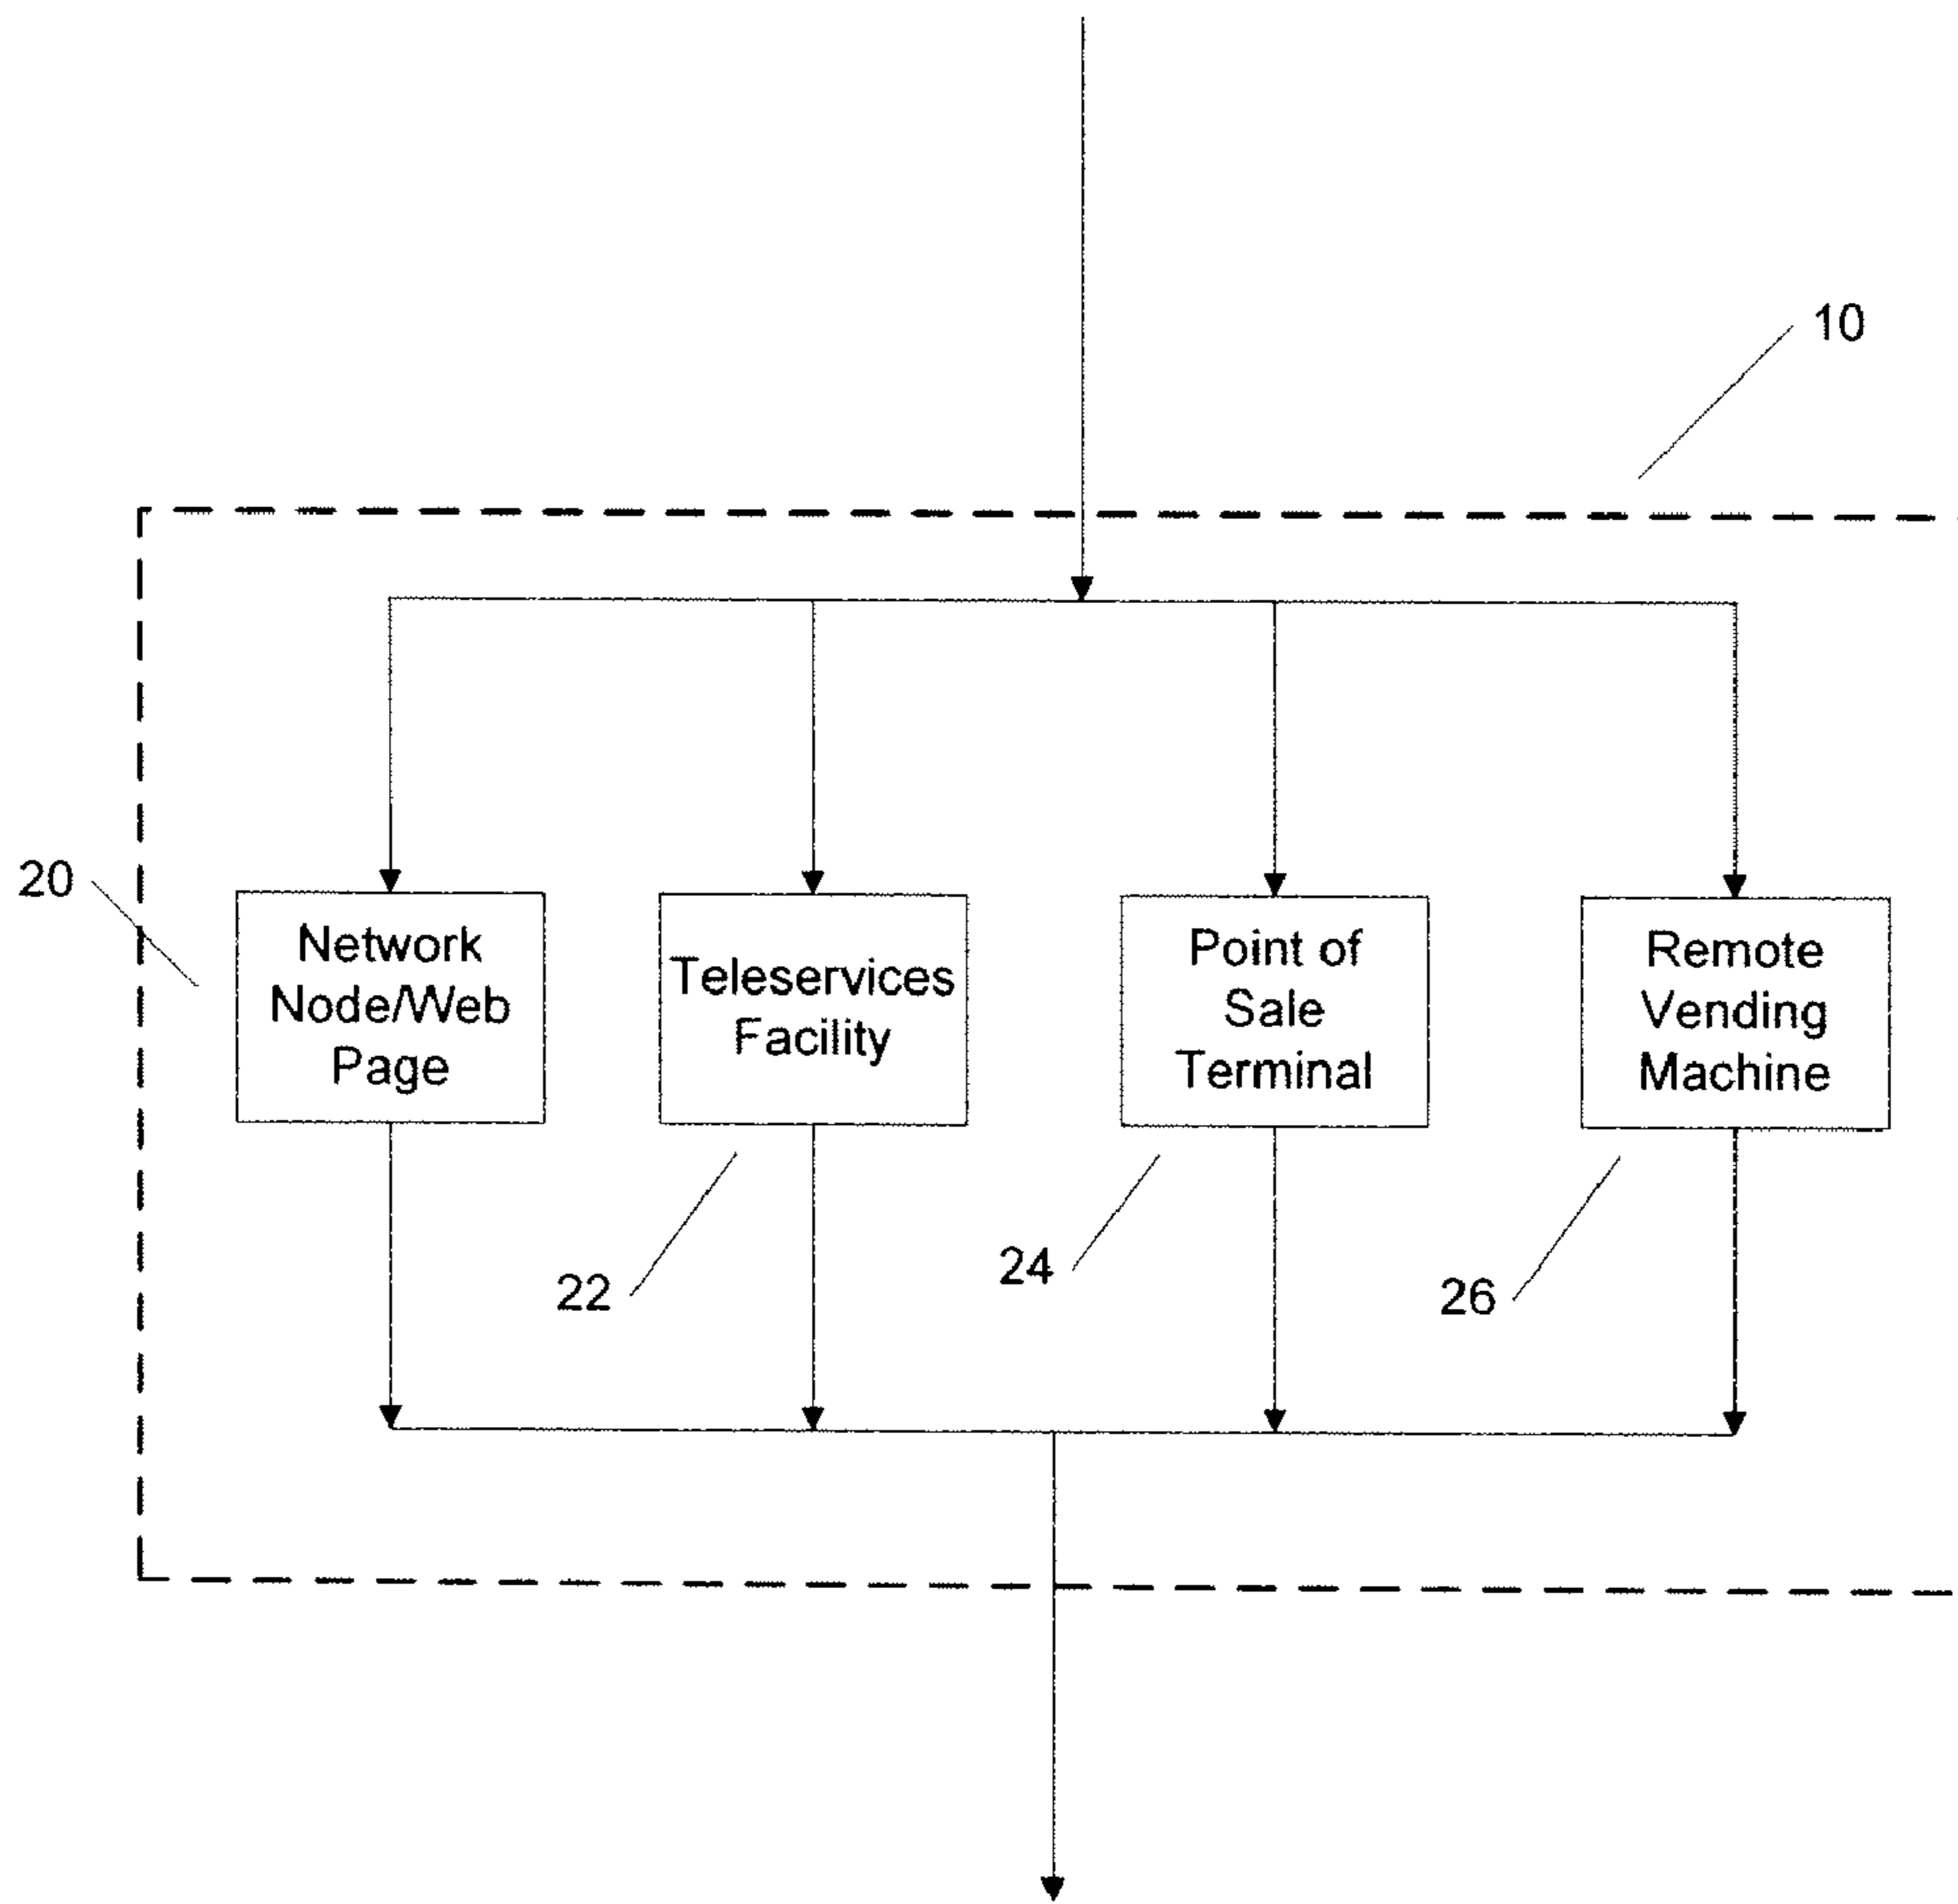 10
20
Network
Node/Web
Page
Teleservices
Facility
Point of
Sale
Terminal
Remote
Vending
Machine
22
24
26